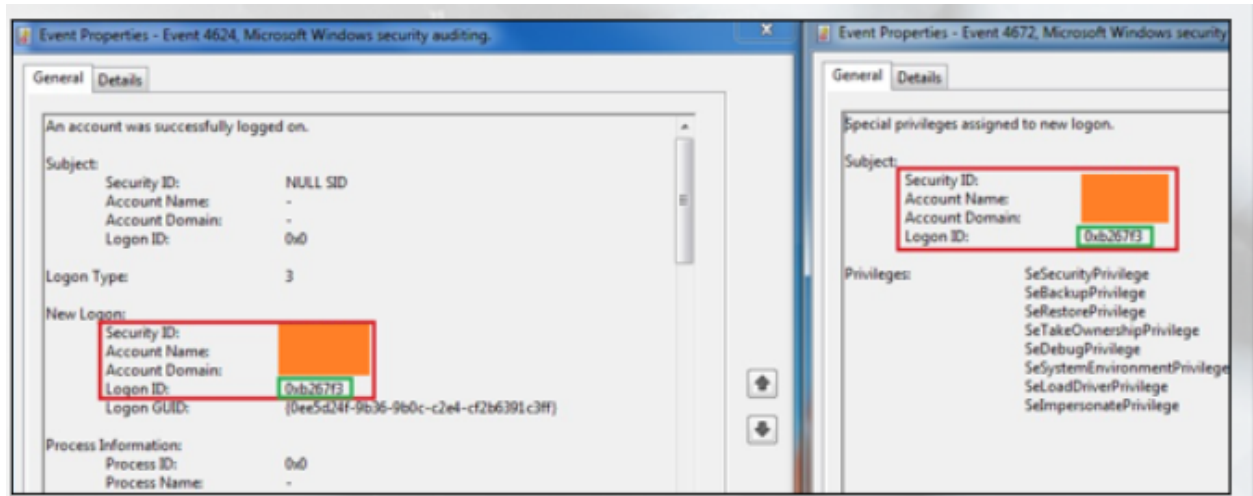 Event Properties - Event 4624, Microsoft Windows security auditing.
General Details
An account was successfully logged on.
Subject:
Security ID: NULL SID
Account Name: -
Account Domain: -
Logon ID: 0x0
Logon Type: 3
New Logon:
Security ID:
Account Name:
Account Domain:
Logon ID: 0xb267f3
Logon GUID: {0ee5d24f-9b36-9b0c-c2e4-cf2b6391c3ff}
Process Information:
Process ID: 0x0
Process Name: -
Event Properties - Event 4672, Microsoft Windows security
General Details
Special privileges assigned to new logon.
Subject:
Security ID:
Account Name:
Account Domain:
Logon ID: 0xb267f3
Privileges: SeSecurityPrivilege
SeBackupPrivilege
SeRestorePrivilege
SeTakeOwnershipPrivilege
SeDebugPrivilege
SeSystemEnvironmentPrivilege
SeLoadDriverPrivilege
SeImpersonatePrivilege